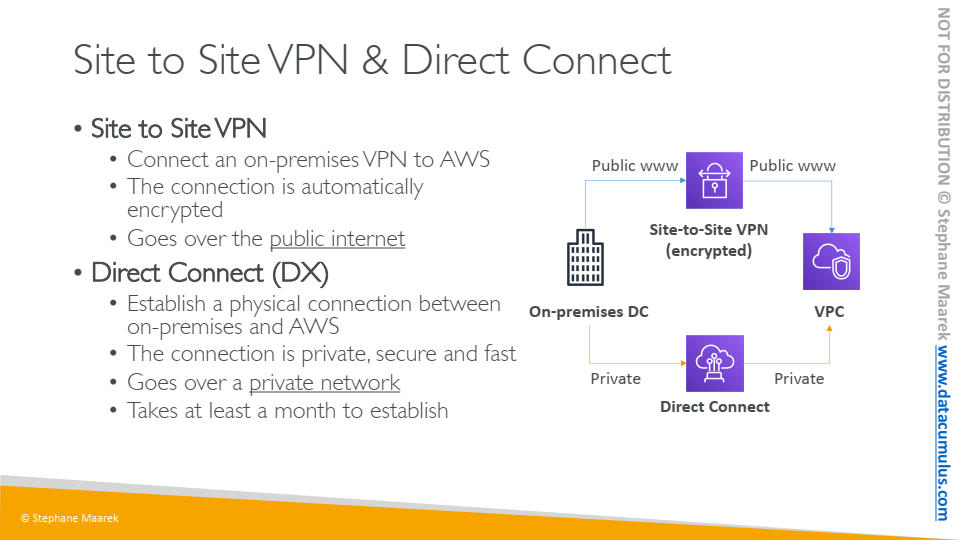 Site to Site VPN & Direct Connect
• Site to Site VPN
• Connect an on-premises VPN to AWS
• The connection is automatically
encrypted
• Goes over the public internet
• Direct Connect (DX)
• Establish a physical connection between
on-premises and AWS
• The connection is private, secure and fast
• Goes over a private network
• Takes at least a month to establish
Public www
Public www
Site-to-Site VPN
(encrypted)
On-premises DC
VPC
Private
Private
Direct Connect
NOT FOR DISTRIBUTION © Stephane Maarek www.datacumulus.com
© Stephane Maarek